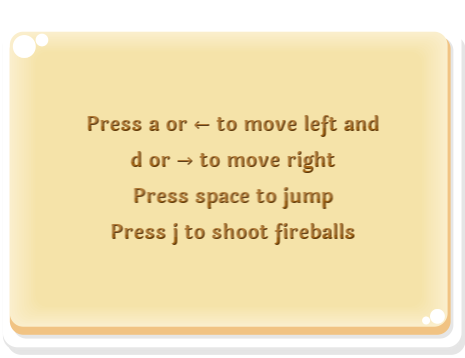 Press a or ← to move left and
d or → to move right
Press space to jump
Press j to shoot fireballs